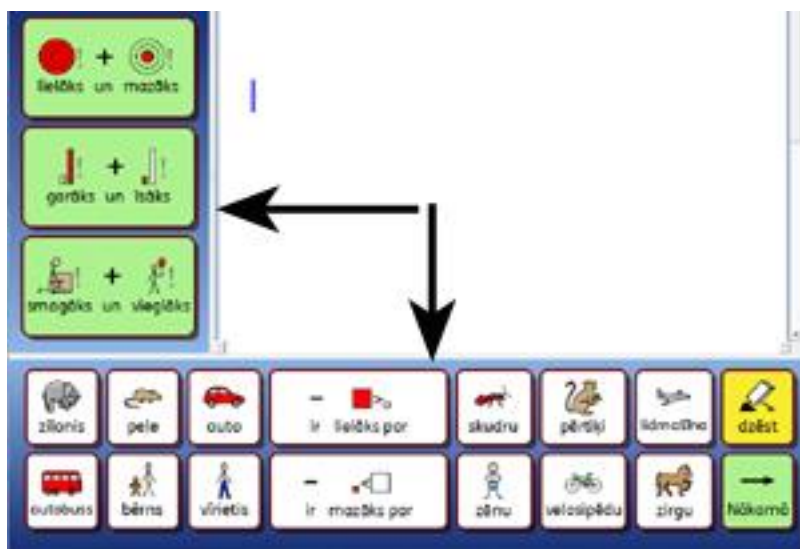 lielāks un mazāks
garāks un īsāks
smagāks un vieglāks
zilonis pele auto ir lielāks par skudru pērtiķi lidmašīna dzēst
autobuss bērns vīrietis ir mazāks par zēnu velosipēdu zirgu Nākamā